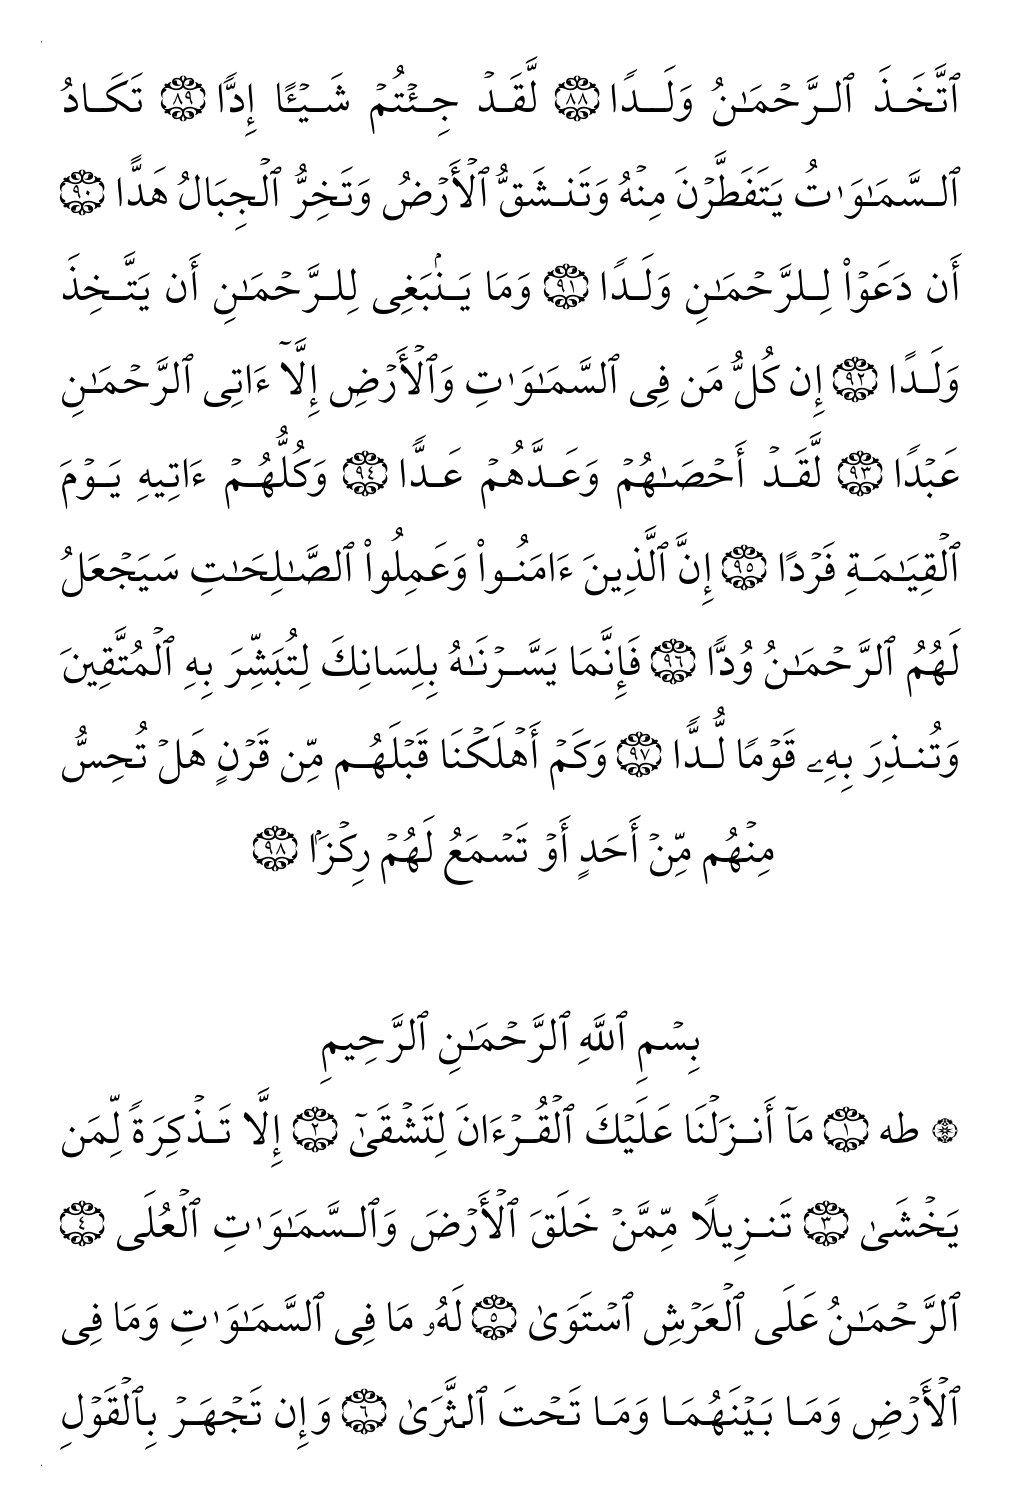 ٱتَّخَذَ ٱلرَّحۡمَـٰنُ وَلَدًا ٨٨ لَّقَدۡ جِئۡتُمۡ شَيۡـًٔا إِدًّا ٨٩ تَكَادُ
ٱلسَّمَـٰوَٰتُ يَتَفَطَّرۡنَ مِنۡهُ وَتَنشَقُّ ٱلۡأَرۡضُ وَتَخِرُّ ٱلۡجِبَالُ هَدًّا ٩٠
أَن دَعَوۡاْ لِلرَّحۡمَـٰنِ وَلَدًا ٩١ وَمَا يَنۢبَغِى لِلرَّحۡمَـٰنِ أَن يَتَّخِذَ
وَلَدًا ٩٢ إِن كُلُّ مَن فِى ٱلسَّمَـٰوَٰتِ وَٱلۡأَرۡضِ إِلَّآ ءَاتِى ٱلرَّحۡمَـٰنِ
عَبۡدًا ٩٣ لَّقَدۡ أَحۡصَـٰهُمۡ وَعَدَّهُمۡ عَدًّا ٩٤ وَكُلُّهُمۡ ءَاتِيهِ يَوۡمَ
ٱلۡقِيَـٰمَةِ فَرۡدًا ٩٥ إِنَّ ٱلَّذِينَ ءَامَنُواْ وَعَمِلُواْ ٱلصَّـٰلِحَـٰتِ سَيَجۡعَلُ
لَهُمُ ٱلرَّحۡمَـٰنُ وُدًّا ٩٦ فَإِنَّمَا يَسَّرۡنَـٰهُ بِلِسَانِكَ لِتُبَشِّرَ بِهِ ٱلۡمُتَّقِينَ
وَتُنذِرَ بِهِۦ قَوۡمًا لُّدًّا ٩٧ وَكَمۡ أَهۡلَكۡنَا قَبۡلَهُم مِّن قَرۡنٍ هَلۡ تُحِسُّ
مِنۡهُم مِّنۡ أَحَدٍ أَوۡ تَسۡمَعُ لَهُمۡ رِكۡزَۢا ٩٨
بِسۡمِ ٱللَّهِ ٱلرَّحۡمَـٰنِ ٱلرَّحِيمِ
۞ طه ١ مَآ أَنزَلۡنَا عَلَيۡكَ ٱلۡقُرۡءَانَ لِتَشۡقَىٰٓ ٢ إِلَّا تَذۡكِرَةً لِّمَن
يَخۡشَىٰ ٣ تَنزِيلًا مِّمَّنۡ خَلَقَ ٱلۡأَرۡضَ وَٱلسَّمَـٰوَٰتِ ٱلۡعُلَى ٤
ٱلرَّحۡمَـٰنُ عَلَى ٱلۡعَرۡشِ ٱسۡتَوَىٰ ٥ لَهُۥ مَا فِى ٱلسَّمَـٰوَٰتِ وَمَا فِى
ٱلۡأَرۡضِ وَمَا بَيۡنَهُمَا وَمَا تَحۡتَ ٱلثَّرَىٰ ٦ وَإِن تَجۡهَرۡ بِٱلۡقَوۡلِ